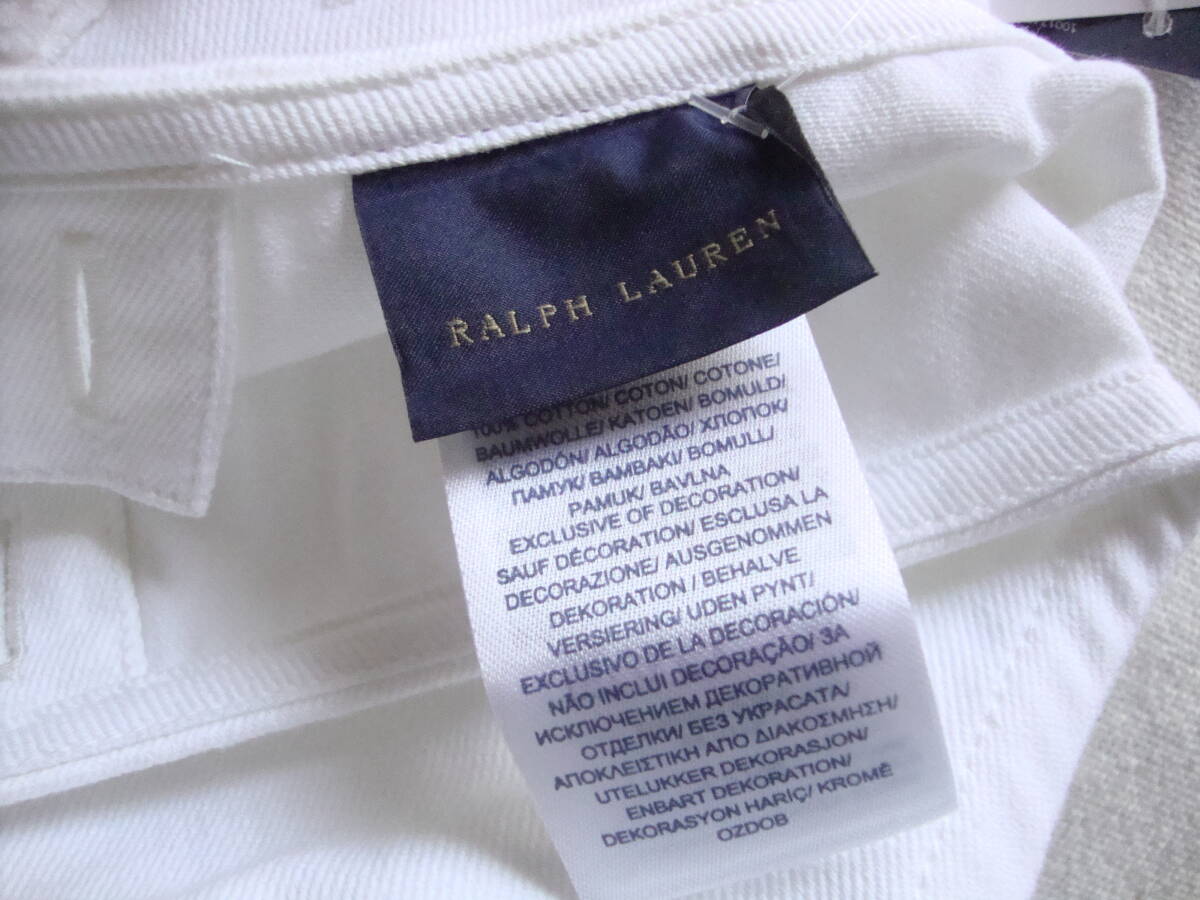 RALPH LAUREN
100% COTTON/ COTON/ COTONE/
BAUMWOLLE/ KATOEN/ BOMULD/
ALGODÓN/ ALGODÃO/ ХЛОПОК/
ПАМУК/ ΒΑΜΒΑΚΙ/ BOMULL/
PAMUK/ BAVLNA
EXCLUSIVE OF DECORATION/
SAUF DÉCORATION/ ESCLUSA LA
DECORAZIONE/ AUSGENOMMEN
DEKORATION / BEHALVE
VERSIERING/ UDEN PYNT/
EXCLUSIVO DE LA DECORACIÓN/
NÃO INCLUI DECORAÇÃO/ ЗА
ИСКЛЮЧЕНИЕМ ДЕКОРАТИВНОЙ
ОТДЕЛКИ/ БЕЗ УКРАСАТА/
ΑΠΟΚΛΕΙΣΤΙΚΗ ΑΠΟ ΔΙΑΚΟΣΜΗΣΗ/
UTELUKKER DEKORASJON/
ENBART DEKORATION/
DEKORASYON HARİÇ/ KROMĚ
OZDOB